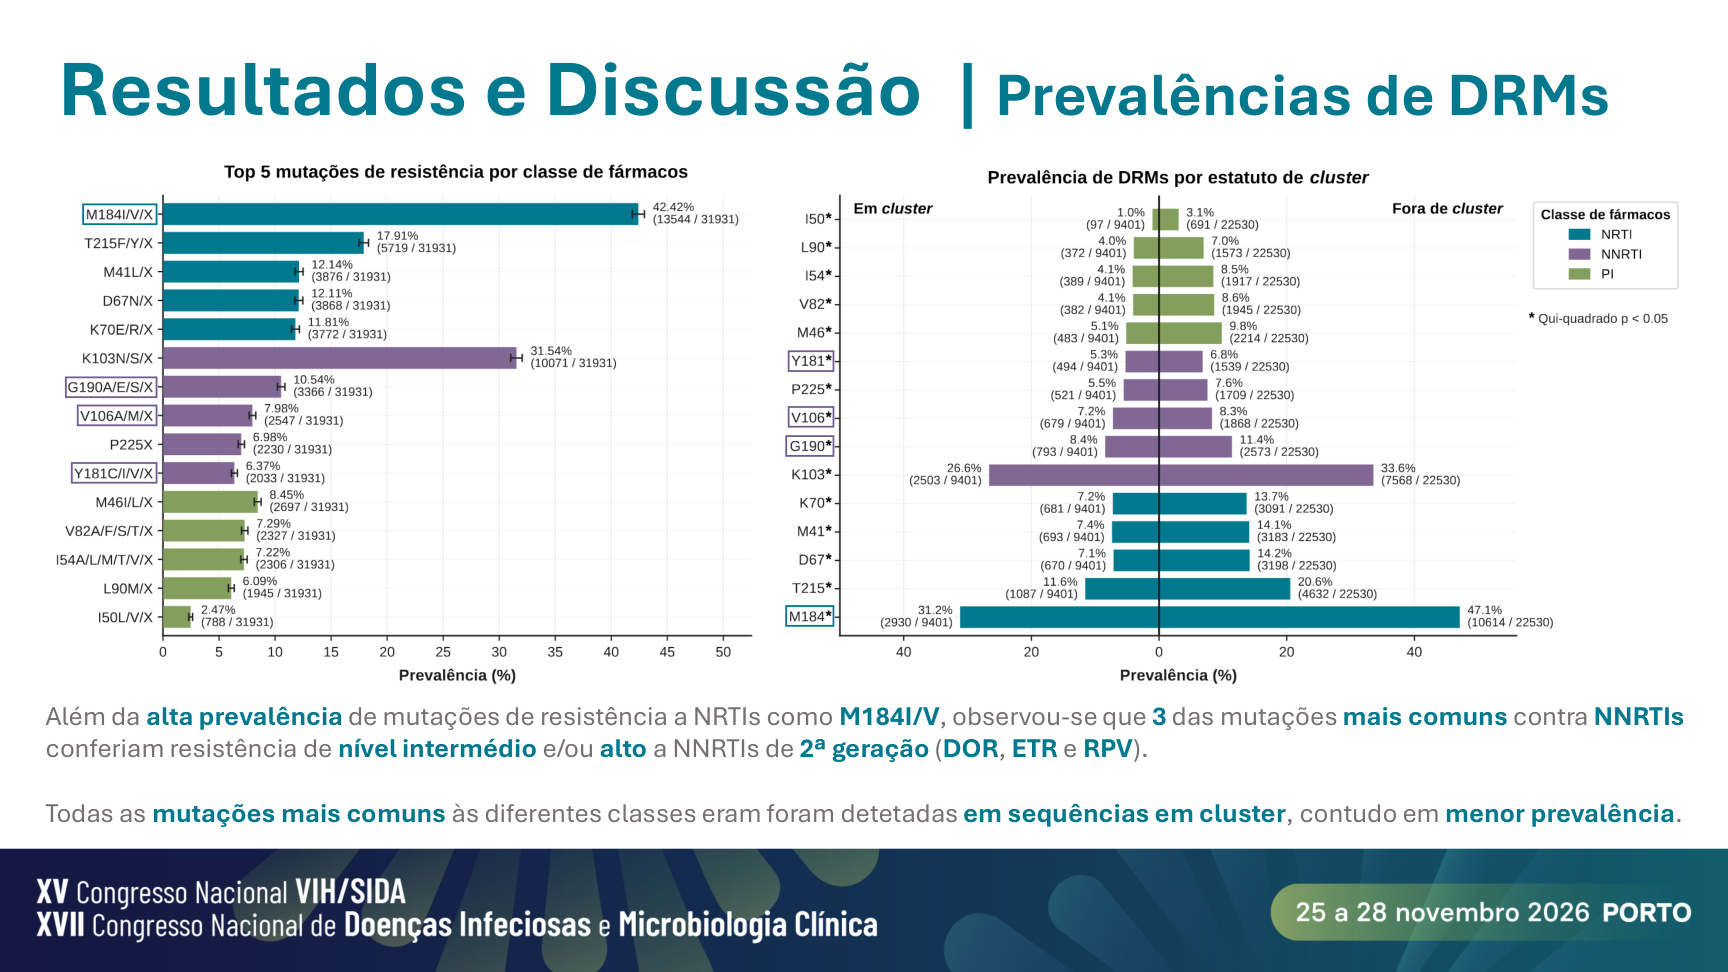 Resultados e Discussão | Prevalências de DRMs
Top 5 mutações de resistência por classe de fármacos
M184I/V/X
42.42%
(13544 / 31931)
T215F/Y/X
17.91%
(5719 / 31931)
M41L/X
12.14%
(3876 / 31931)
D67N/X
12.11%
(3868 / 31931)
K70E/R/X
11.81%
(3772 / 31931)
K103N/S/X
31.54%
(10071 / 31931)
G190A/E/S/X
10.54%
(3366 / 31931)
V106A/M/X
7.98%
(2547 / 31931)
P225X
6.98%
(2230 / 31931)
Y181C/I/V/X
6.37%
(2033 / 31931)
M46I/L/X
8.45%
(2697 / 31931)
V82A/F/S/T/X
7.29%
(2327 / 31931)
I54A/L/M/T/V/X
7.22%
(2306 / 31931)
L90M/X
6.09%
(1945 / 31931)
I50L/V/X
2.47%
(788 / 31931)
0 5 10 15 20 25 30 35 40 45 50
Prevalência (%)
Prevalência de DRMs por estatuto de cluster
Em cluster Fora de cluster
I50*
1.0% 3.1%
(97 / 9401) (691 / 22530)
L90*
4.0% 7.0%
(372 / 9401) (1573 / 22530)
I54*
4.1% 8.5%
(389 / 9401) (1917 / 22530)
V82*
4.1% 8.6%
(382 / 9401) (1945 / 22530)
M46*
5.1% 9.8%
(483 / 9401) (2214 / 22530)
Y181*
5.3% 6.8%
(494 / 9401) (1539 / 22530)
P225*
5.5% 7.6%
(521 / 9401) (1709 / 22530)
V106*
7.2% 8.3%
(679 / 9401) (1868 / 22530)
G190*
8.4% 11.4%
(793 / 9401) (2573 / 22530)
K103*
26.6% 33.6%
(2503 / 9401) (7568 / 22530)
K70*
7.2% 13.7%
(681 / 9401) (3091 / 22530)
M41*
7.4% 14.1%
(693 / 9401) (3183 / 22530)
D67*
7.1% 14.2%
(670 / 9401) (3198 / 22530)
T215*
11.6% 20.6%
(1087 / 9401) (4632 / 22530)
M184*
31.2% 47.1%
(2930 / 9401) (10614 / 22530)
40 20 0 20 40
Prevalência (%)
Classe de fármacos
NRTI
NNRTI
PI
* Qui-quadrado p < 0.05
Além da alta prevalência de mutações de resistência a NRTIs como M184I/V, observou-se que 3 das mutações mais comuns contra NNRTIs
conferiam resistência de nível intermédio e/ou alto a NNRTIs de 2ª geração (DOR, ETR e RPV).
Todas as mutações mais comuns às diferentes classes eram foram detetadas em sequências em cluster, contudo em menor prevalência.
XV Congresso Nacional VIH/SIDA
XVII Congresso Nacional de Doenças Infeciosas e Microbiologia Clínica
25 a 28 novembro 2026 PORTO